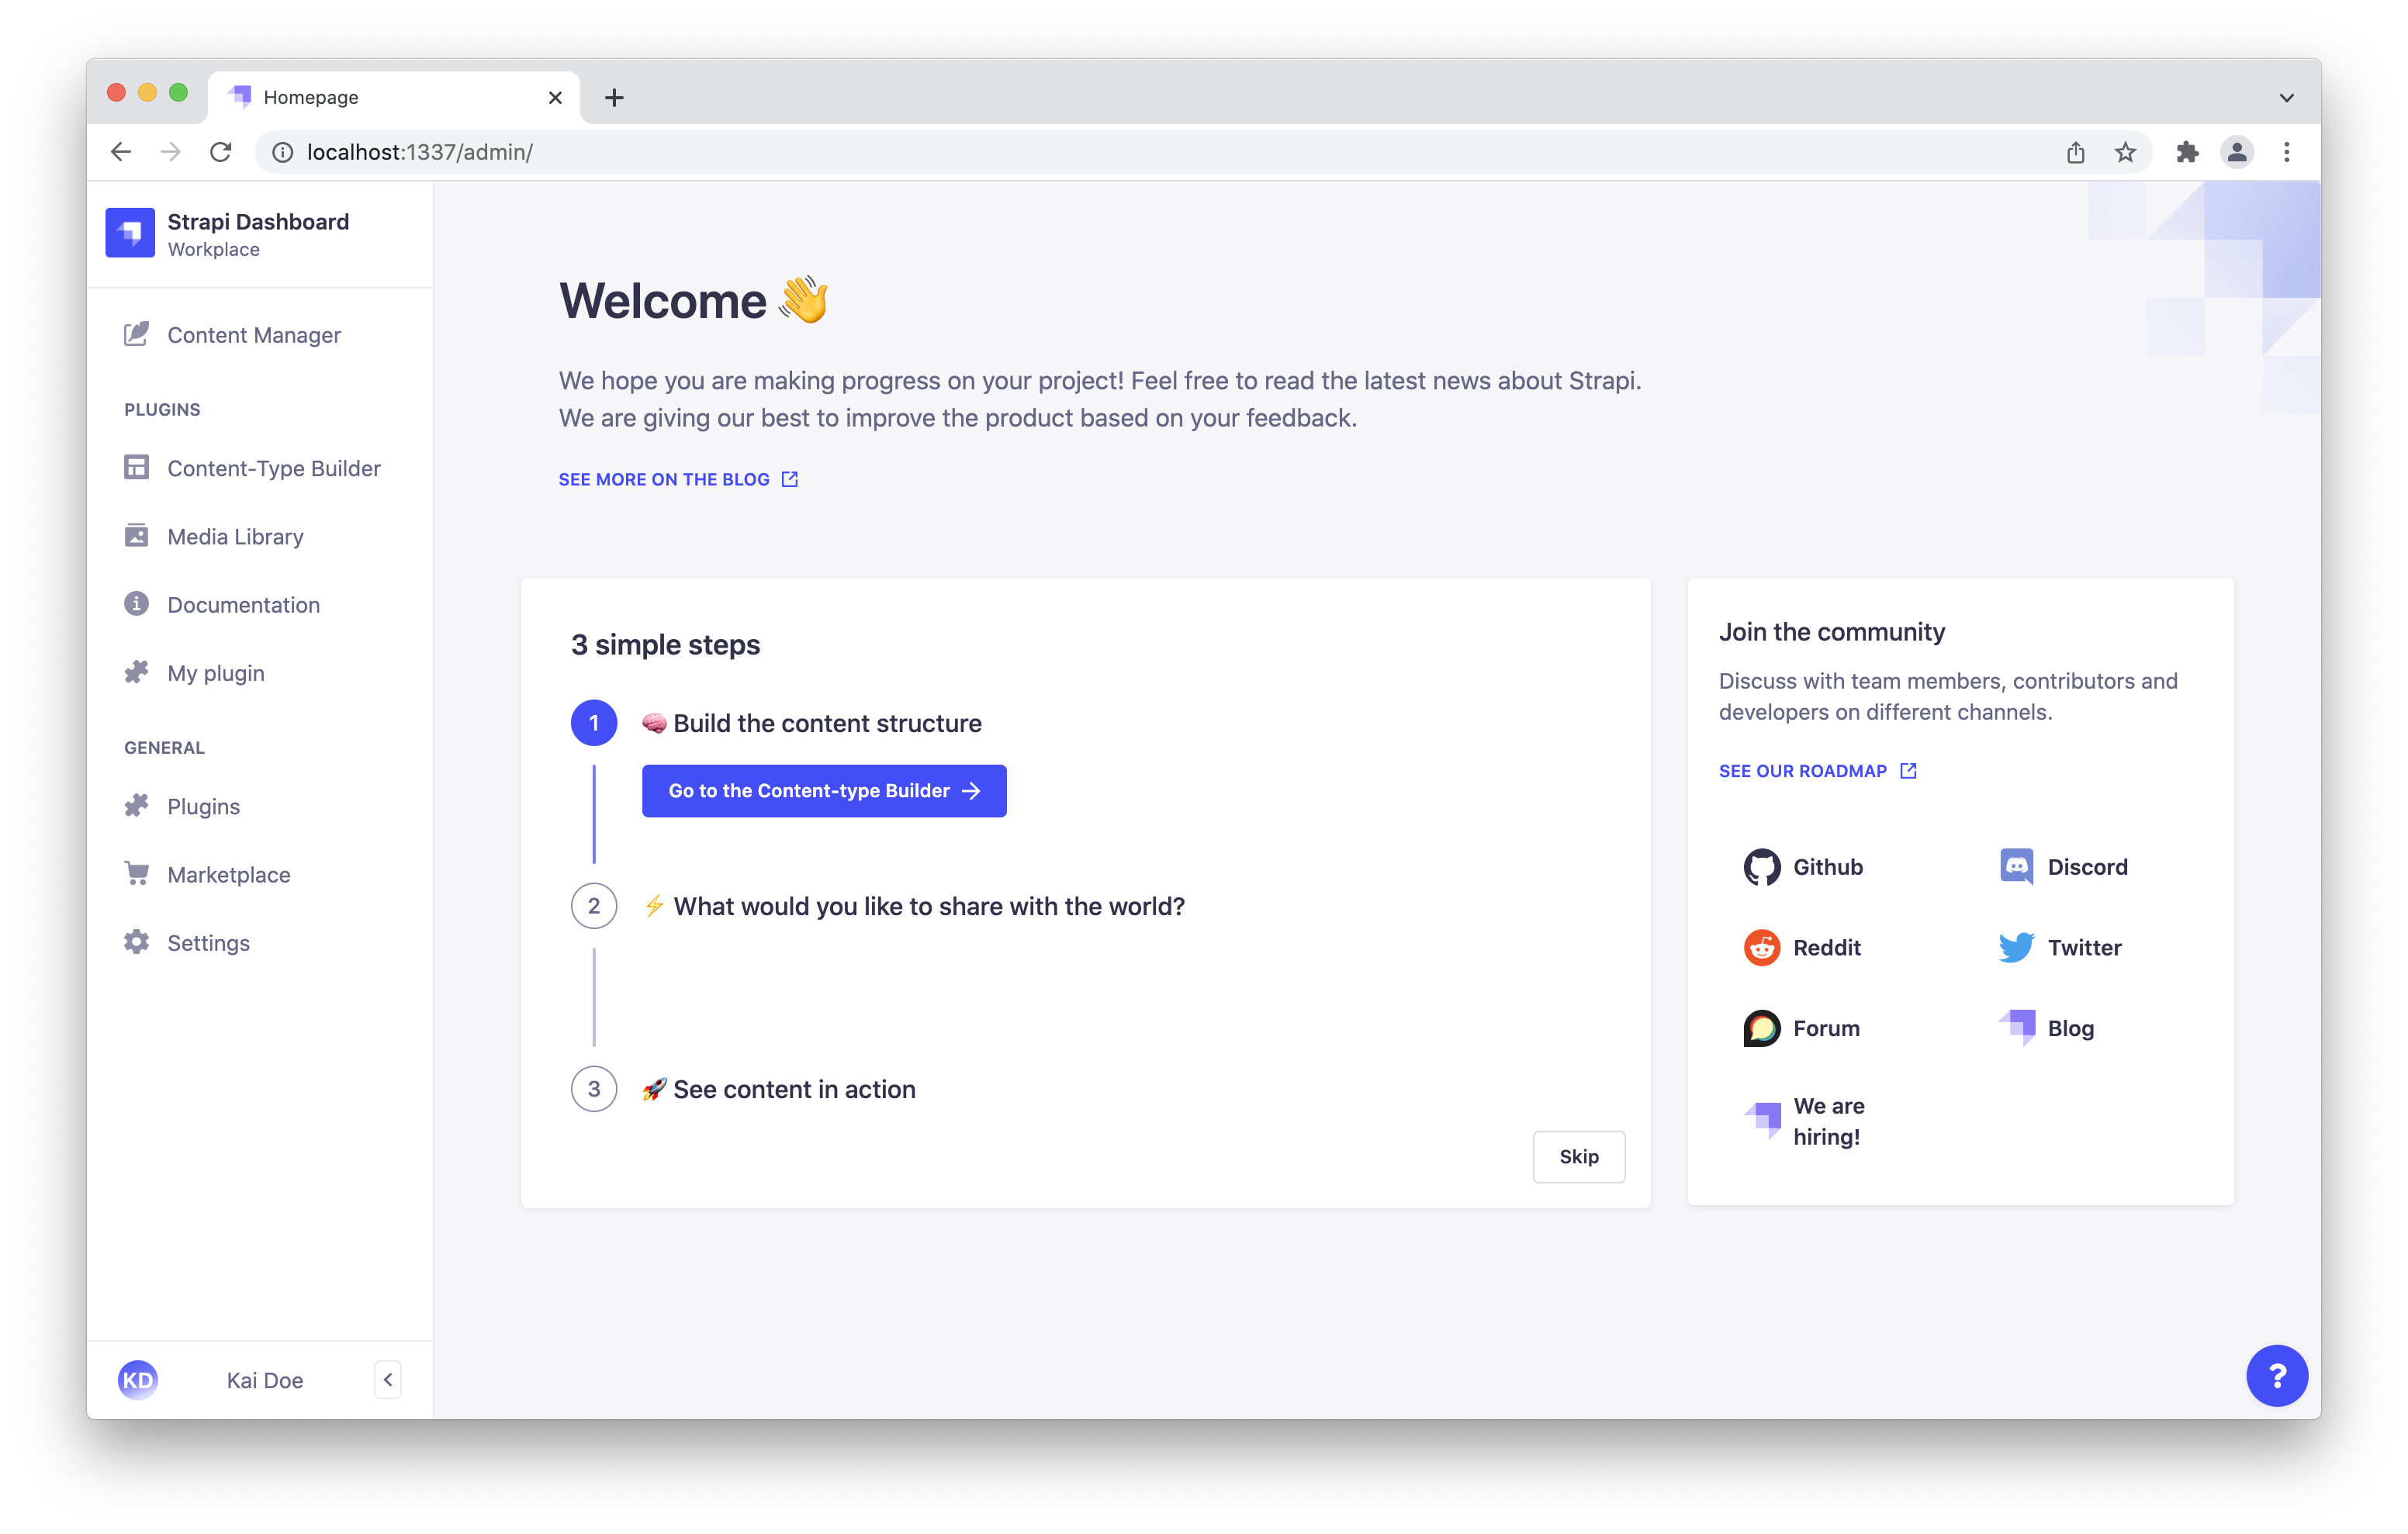 Homepage
localhost:1337/admin/
Strapi Dashboard
Workplace
Content Manager
PLUGINS
Content-Type Builder
Media Library
Documentation
My plugin
GENERAL
Plugins
Marketplace
Settings
KD
Kai Doe
Welcome 👋
We hope you are making progress on your project! Feel free to read the latest news about Strapi.
We are giving our best to improve the product based on your feedback.
SEE MORE ON THE BLOG
3 simple steps
1
🧠 Build the content structure
Go to the Content-type Builder →
2
⚡ What would you like to share with the world?
3
🚀 See content in action
Skip
Join the community
Discuss with team members, contributors and
developers on different channels.
SEE OUR ROADMAP
Github
Discord
Reddit
Twitter
Forum
Blog
We are
hiring!
?